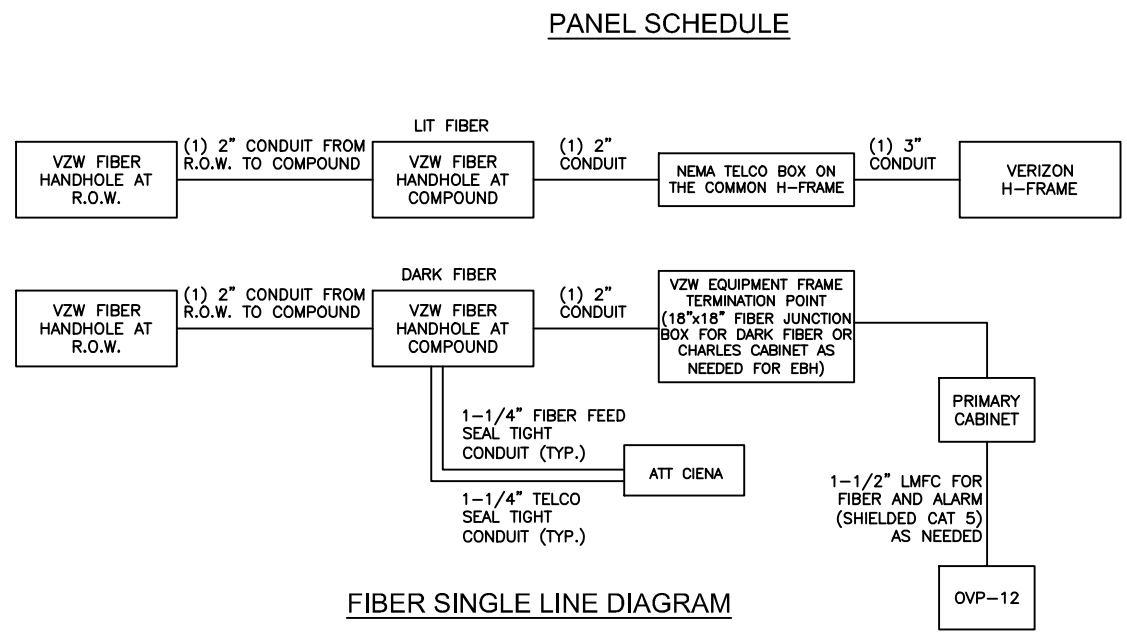 PANEL SCHEDULE
LIT FIBER
VZW FIBER
HANDHOLE AT
R.O.W.
(1) 2" CONDUIT FROM
R.O.W. TO COMPOUND
VZW FIBER
HANDHOLE AT
COMPOUND
(1) 2"
CONDUIT
NEMA TELCO BOX ON
THE COMMON H-FRAME
(1) 3"
CONDUIT
VERIZON
H-FRAME
DARK FIBER
VZW FIBER
HANDHOLE AT
R.O.W.
(1) 2" CONDUIT FROM
R.O.W. TO COMPOUND
VZW FIBER
HANDHOLE AT
COMPOUND
(1) 2"
CONDUIT
VZW EQUIPMENT FRAME
TERMINATION POINT
(18"x18" FIBER JUNCTION
BOX FOR DARK FIBER OR
CHARLES CABINET AS
NEEDED FOR EBH)
PRIMARY
CABINET
1-1/4" FIBER FEED
SEAL TIGHT
CONDUIT (TYP.)
ATT CIENA
1-1/4" TELCO
SEAL TIGHT
CONDUIT (TYP.)
1-1/2" LMFC FOR
FIBER AND ALARM
(SHIELDED CAT 5)
AS NEEDED
OVP-12
FIBER SINGLE LINE DIAGRAM